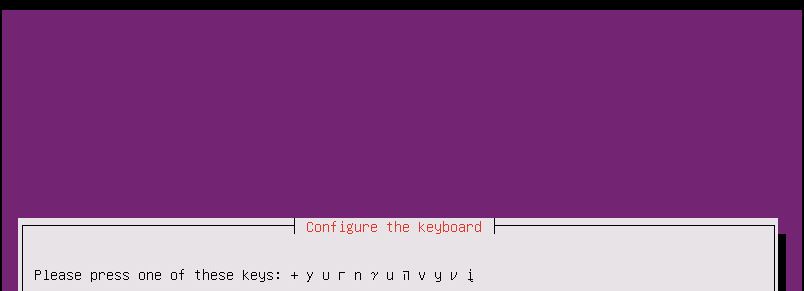 Configure the keyboard
Please press one of these keys: + y u r n ק u ח v y ν į